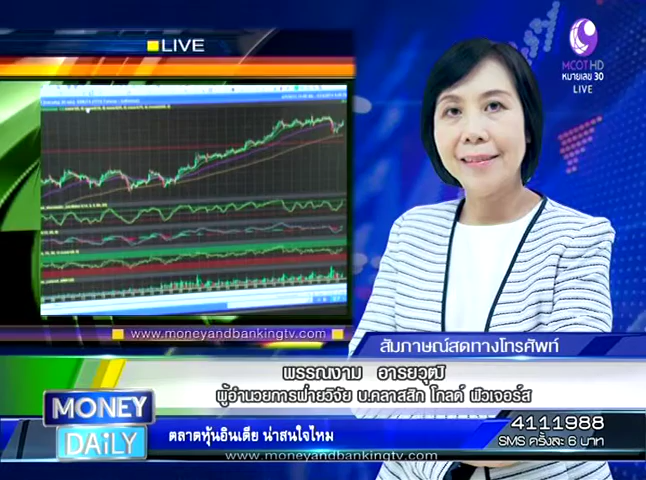 LIVE
MCOT HD
หมายเลข 30
LIVE
www.moneyandbankingtv.com
สัมภาษณ์สดทางโทรศัพท์
พรรณงาม อารยวุฒิ
ผู้อำนวยการฝ่ายวิจัย บ.คลาสสิก โกลด์ ฟิวเจอร์ส
MONEY
DAiLY
ตลาดหุ้นอินเดีย น่าสนใจไหม
4111988
SMS ครั้งละ 6 บาท
www.moneyandbankingtv.com